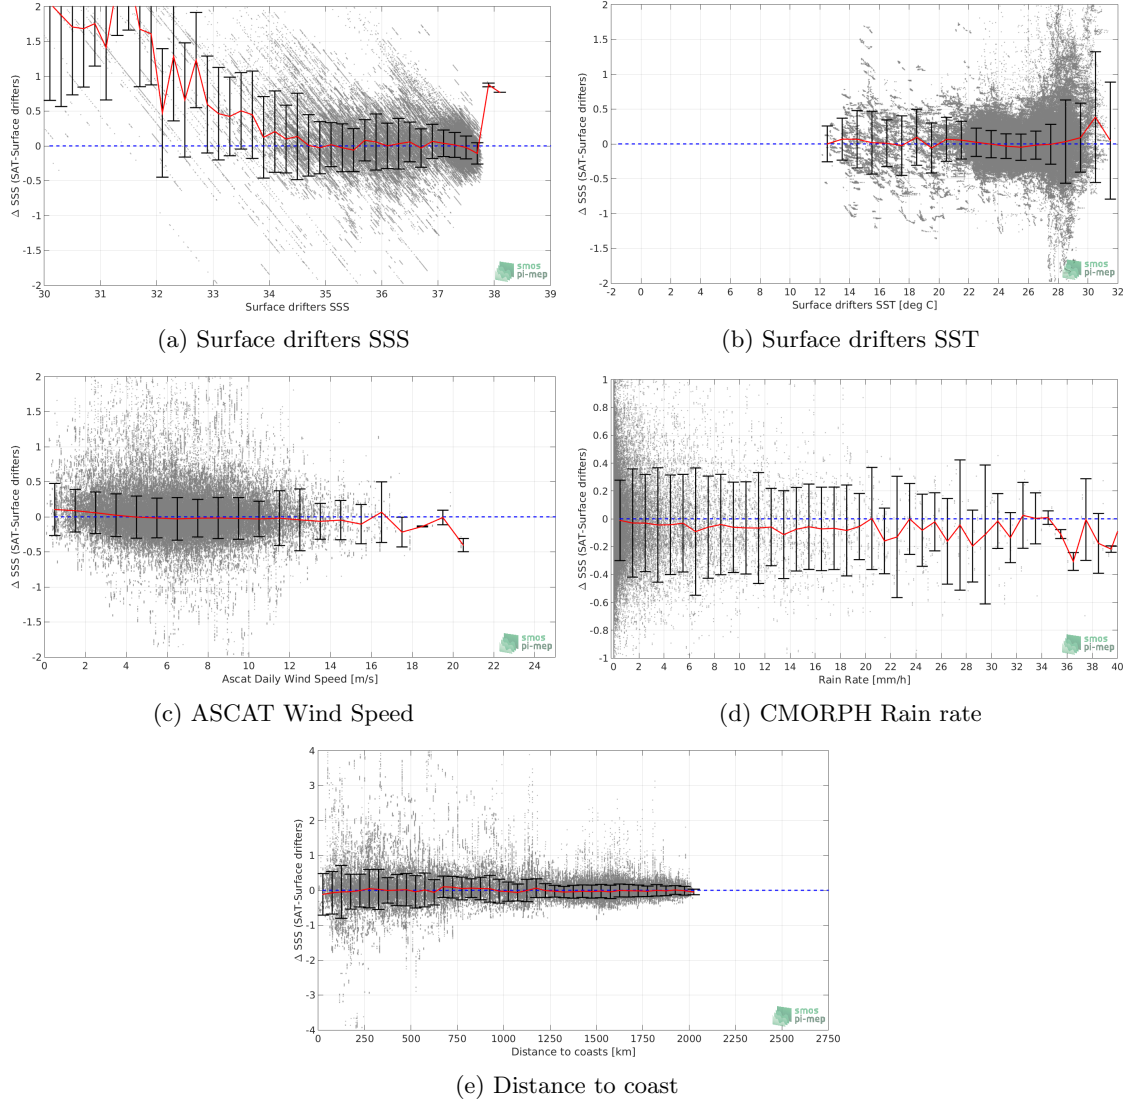 2
1.5
1
0.5
0
-0.5
-1
-1.5
-2
30 31 32 33 34 35 36 37 38 39
Δ SSS (SAT-Surface drifters)
Surface drifters SSS
smos
pi-mep
(a) Surface drifters SSS
2
1.5
1
0.5
0
-0.5
-1
-1.5
-2
-2 0 2 4 6 8 10 12 14 16 18 20 22 24 26 28 30 32
Δ SSS (SAT-Surface drifters)
Surface drifters SST [deg C]
smos
pi-mep
(b) Surface drifters SST
2
1.5
1
0.5
0
-0.5
-1
-1.5
-2
0 2 4 6 8 10 12 14 16 18 20 22 24
Δ SSS (SAT-Surface drifters)
Ascat Daily Wind Speed [m/s]
smos
pi-mep
(c) ASCAT Wind Speed
1
0.8
0.6
0.4
0.2
0
-0.2
-0.4
-0.6
-0.8
-1
0 2 4 6 8 10 12 14 16 18 20 22 24 26 28 30 32 34 36 38 40
Δ SSS (SAT-Surface drifters)
Rain Rate [mm/h]
smos
pi-mep
(d) CMORPH Rain rate
4
3
2
1
0
-1
-2
-3
-4
0 250 500 750 1000 1250 1500 1750 2000 2250 2500 2750
Δ SSS (SAT-Surface drifters)
Distance to coasts [km]
smos
pi-mep
(e) Distance to coast